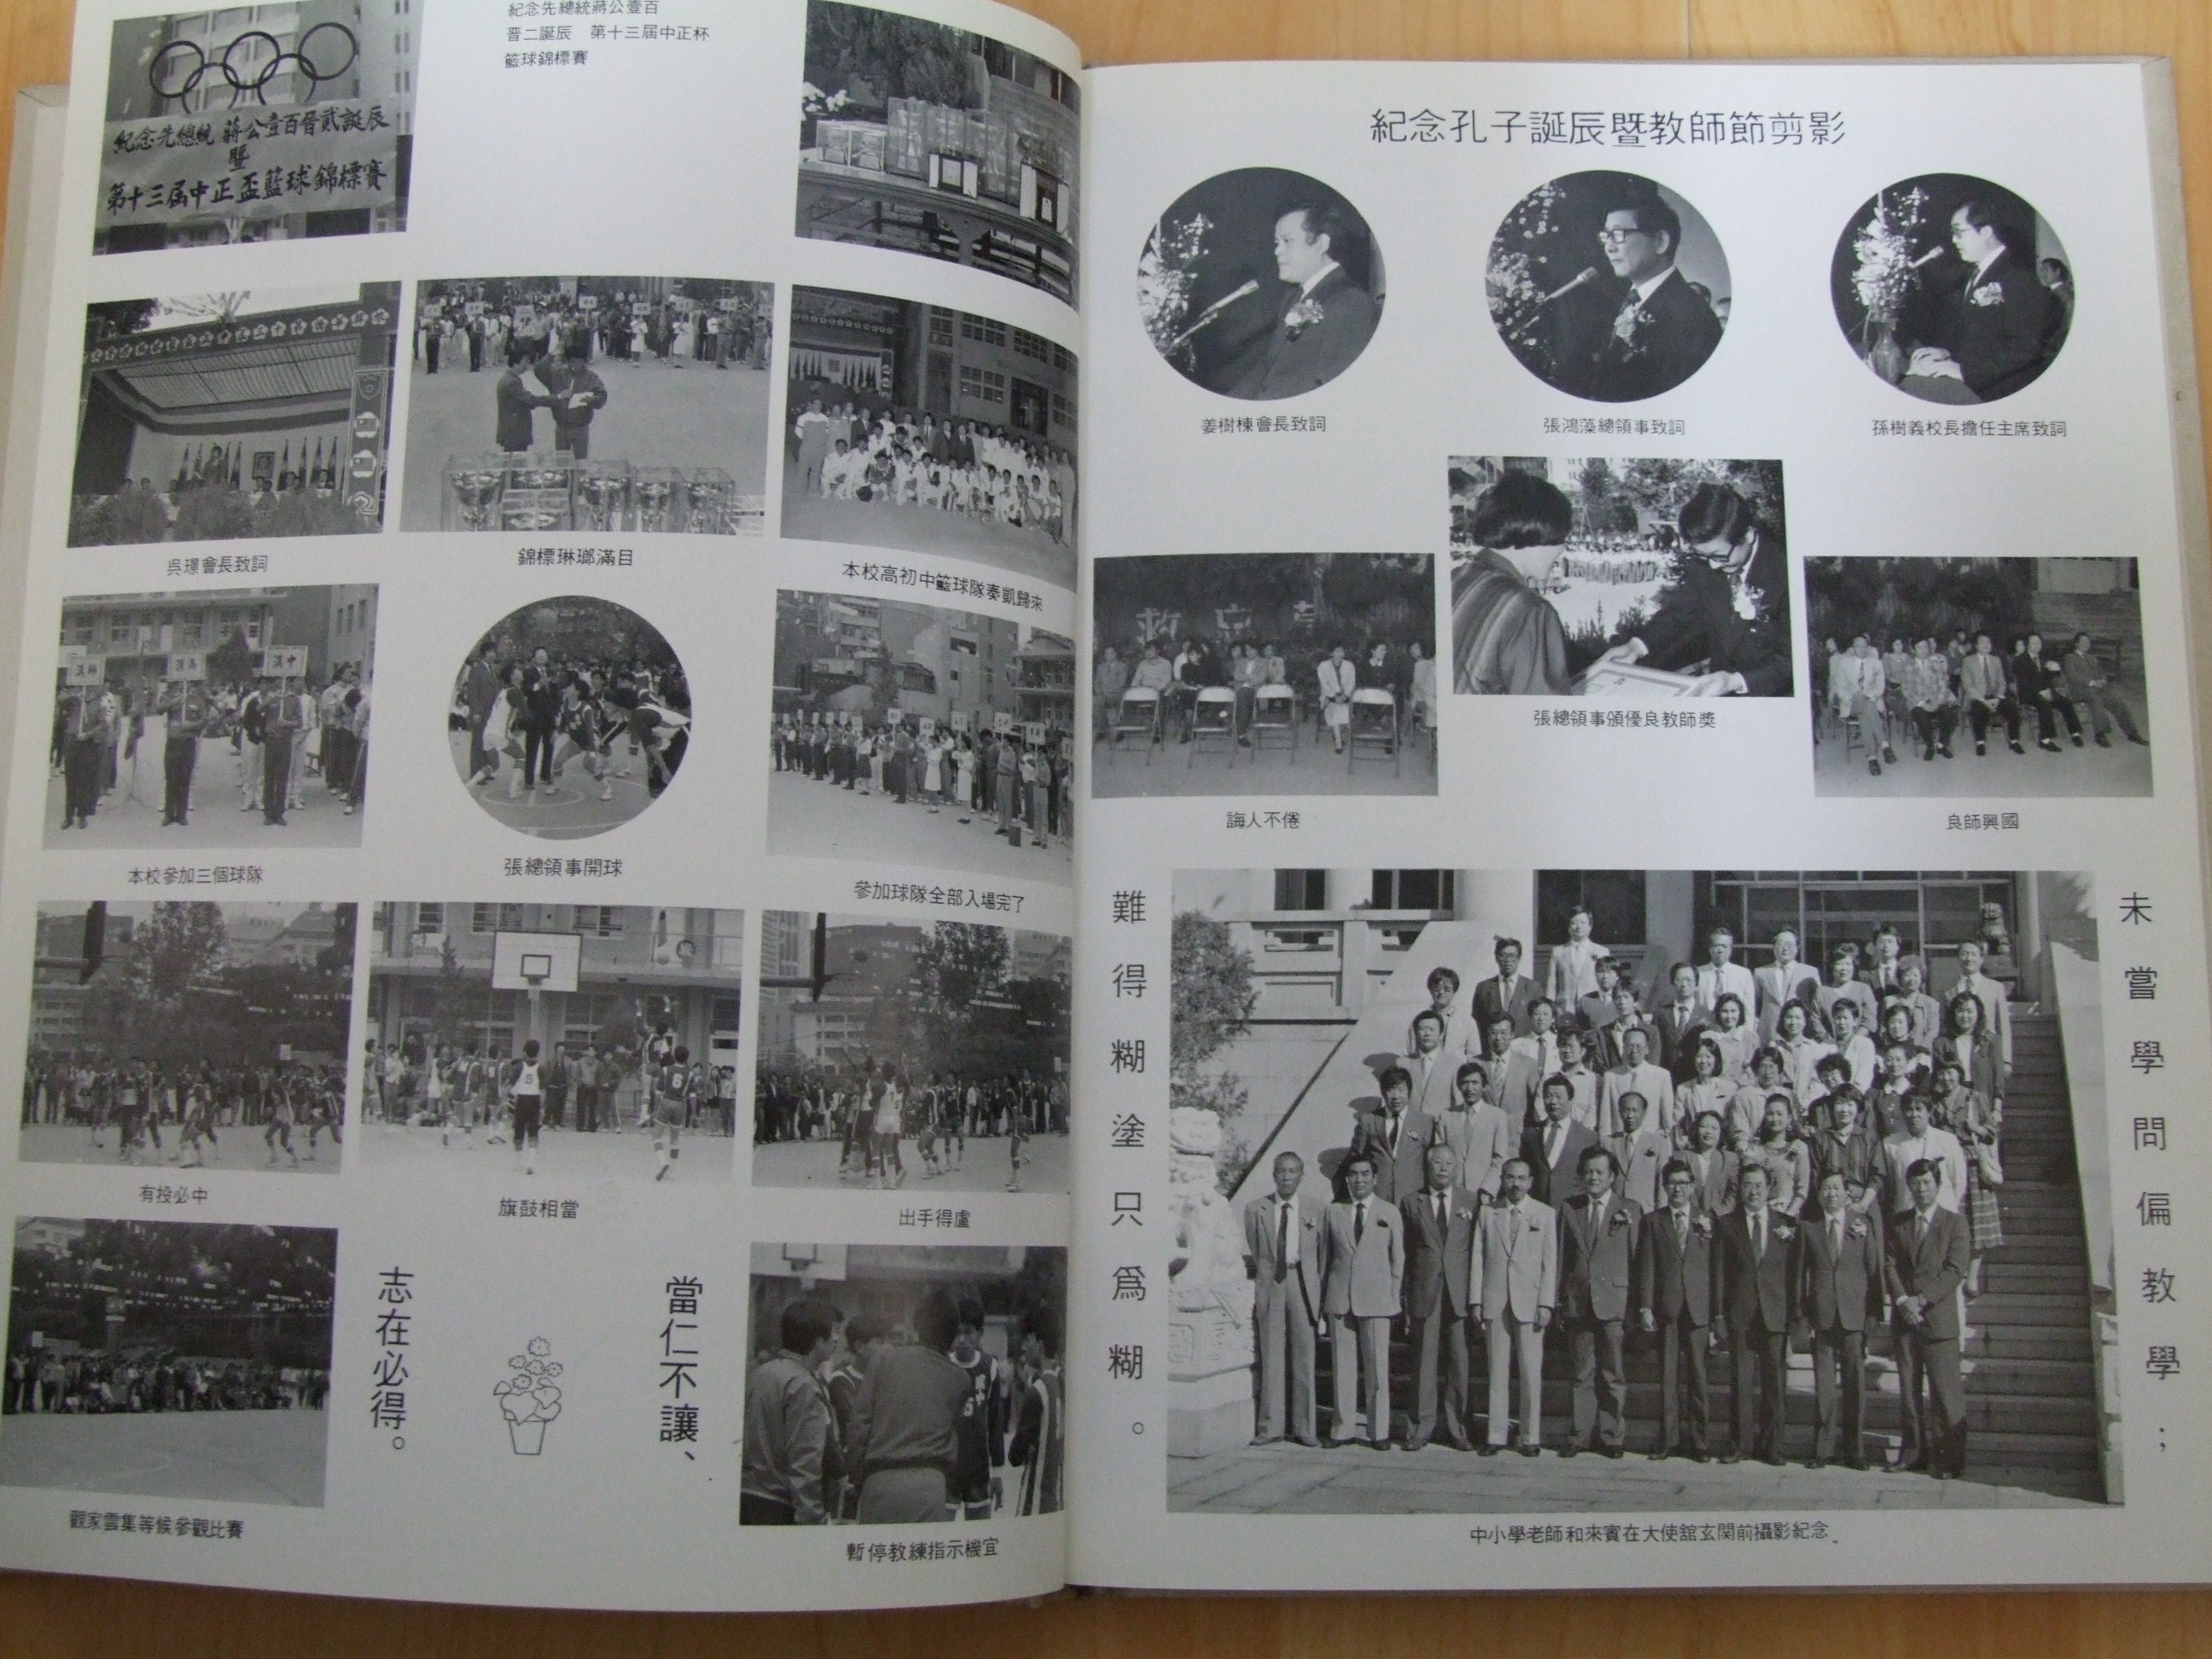 紀念先總統蔣公壹百
晋二誕辰　第十三屆中正杯
籃球錦標賽
紀念先總統 蔣公壹百晉貳誕辰
暨
第十三屆中正盃籃球錦標賽
吳璟會長致詞
錦標琳瑯滿目
本校高初中籃球隊奏凱歸來
漢師
漢高
漢中
本校參加三個球隊
張總領事開球
參加球隊全部入場完了
5
6
有投必中
旗鼓相當
出手得盧
當仁不讓、
志在必得。
觀家雲集等候參觀比賽
暫停教練指示機宜
紀念孔子誕辰暨教師節剪影
姜樹棟會長致詞
張鴻藻總領事致詞
孫樹義校長擔任主席致詞
張總領事頒優良教師獎
誨人不倦
良師興國
未嘗學問偏教學；
難得糊塗只爲糊。
中小學老師和來賓在大使舘玄関前攝影紀念。